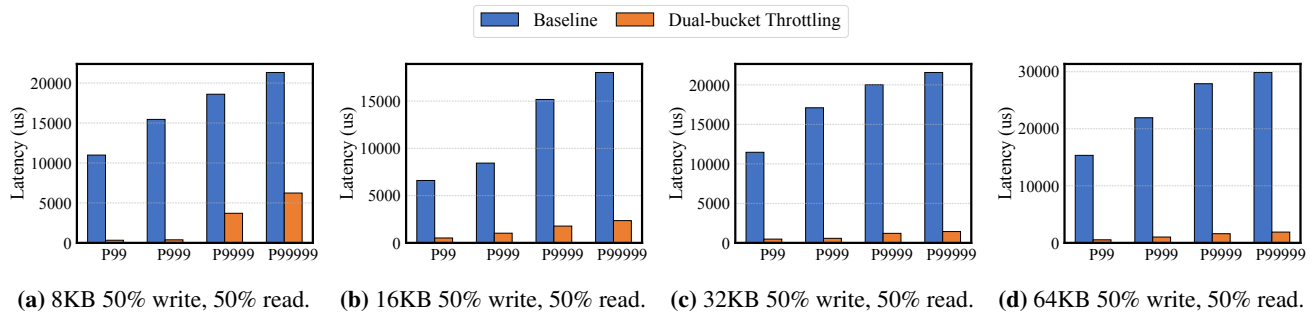 Baseline Dual-bucket Throttling
Latency (us)
20000
15000
10000
5000
0
P99 P999 P9999 P99999
(a) 8KB 50% write, 50% read.
Latency (us)
15000
10000
5000
0
P99 P999 P9999 P99999
(b) 16KB 50% write, 50% read.
Latency (us)
20000
15000
10000
5000
0
P99 P999 P9999 P99999
(c) 32KB 50% write, 50% read.
Latency (us)
30000
20000
10000
0
P99 P999 P9999 P99999
(d) 64KB 50% write, 50% read.